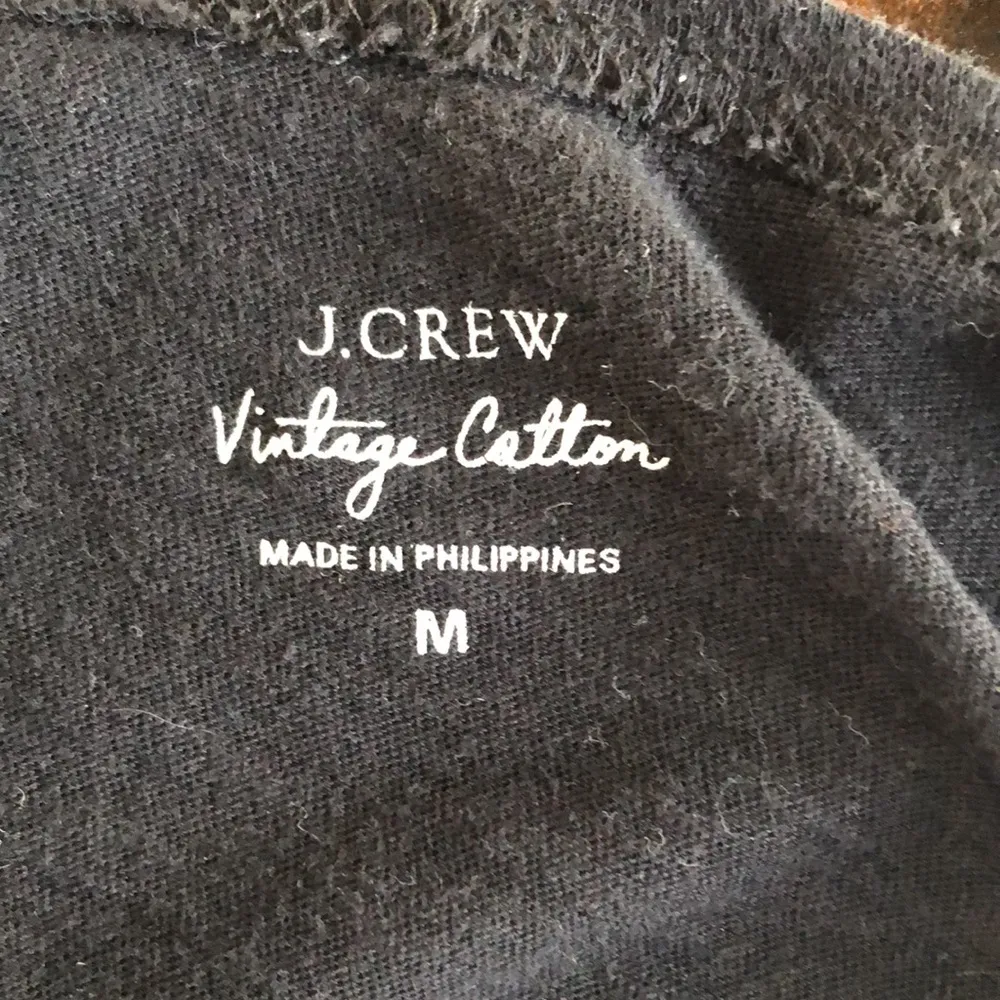 J.CREW
Vintage Cotton
MADE IN PHILIPPINES
M